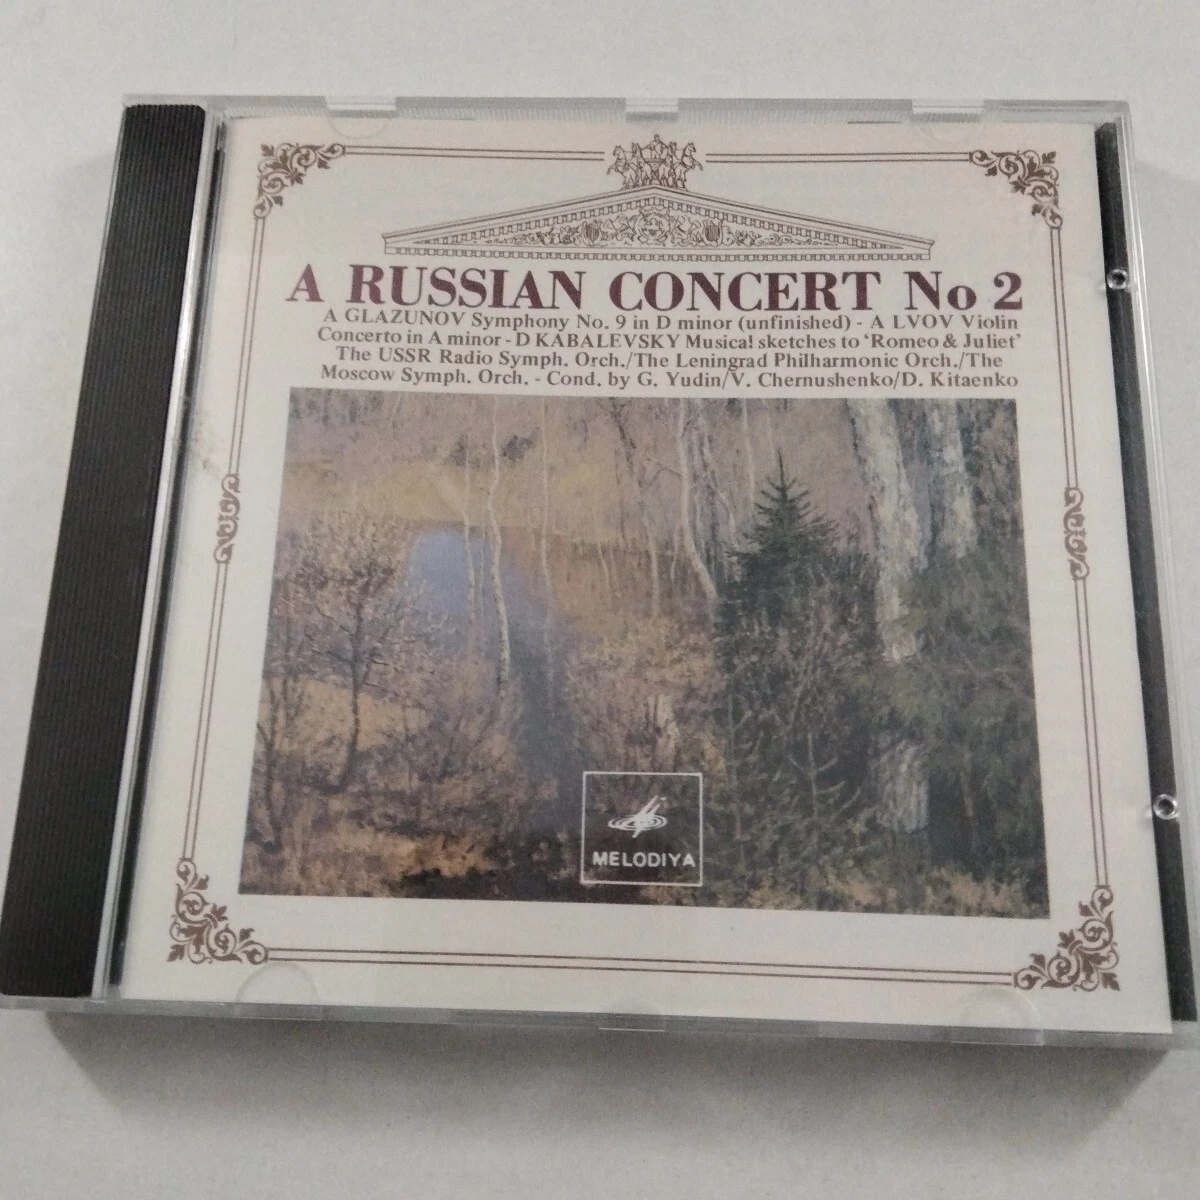 A RUSSIAN CONCERT No 2
A GLAZUNOV Symphony No. 9 in D minor (unfinished) - A LVOV Violin
Concerto in A minor - D KABALEVSKY Musical sketches to ‘Romeo & Juliet’
The USSR Radio Symph. Orch./The Leningrad Philharmonic Orch./The
Moscow Symph. Orch. - Cond. by G. Yudin/V. Chernushenko/D. Kitaenko
MELODIYA